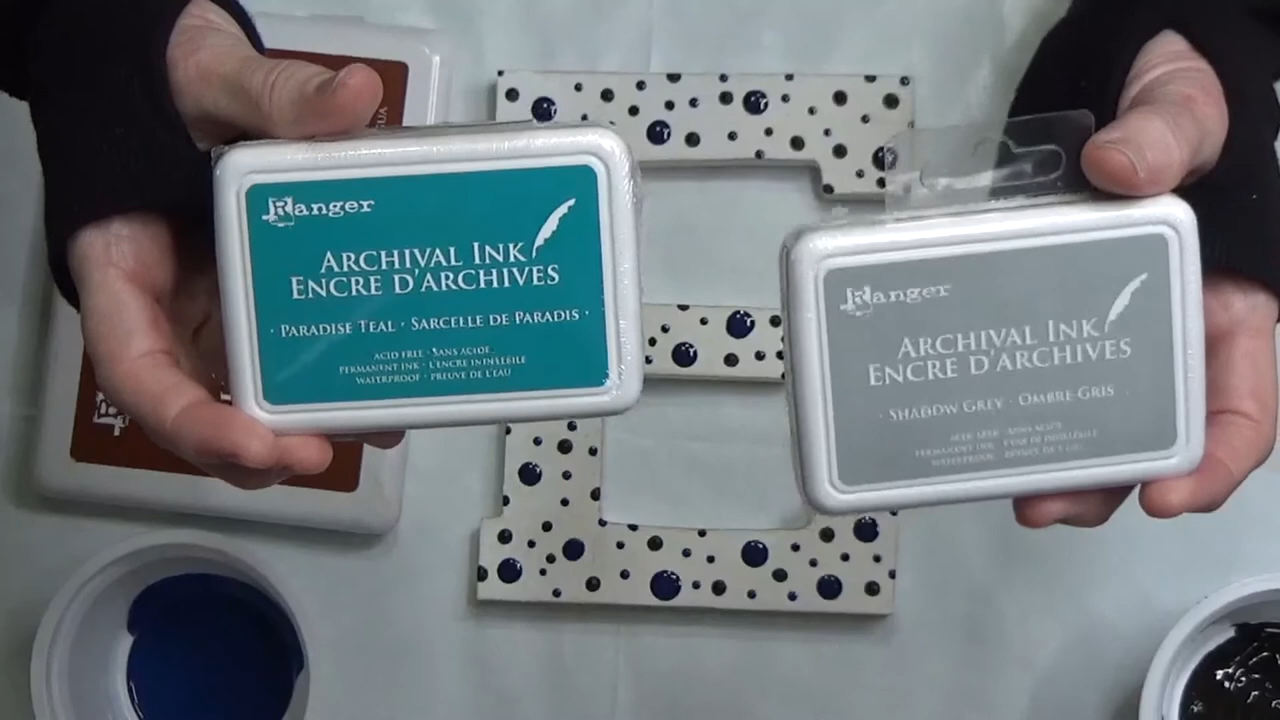 Ranger
ARCHIVAL INK
ENCRE D'ARCHIVES
· PARADISE TEAL · SARCELLE DE PARADIS ·
ACID FREE · SANS ACIDE
PERMANENT INK · L'ENCRE INDÉLÉBILE
WATERPROOF · PREUVE DE L'EAU
Ranger
ARCHIVAL INK
ENCRE D'ARCHIVES
· SHADOW GREY · OMBRE GRIS ·